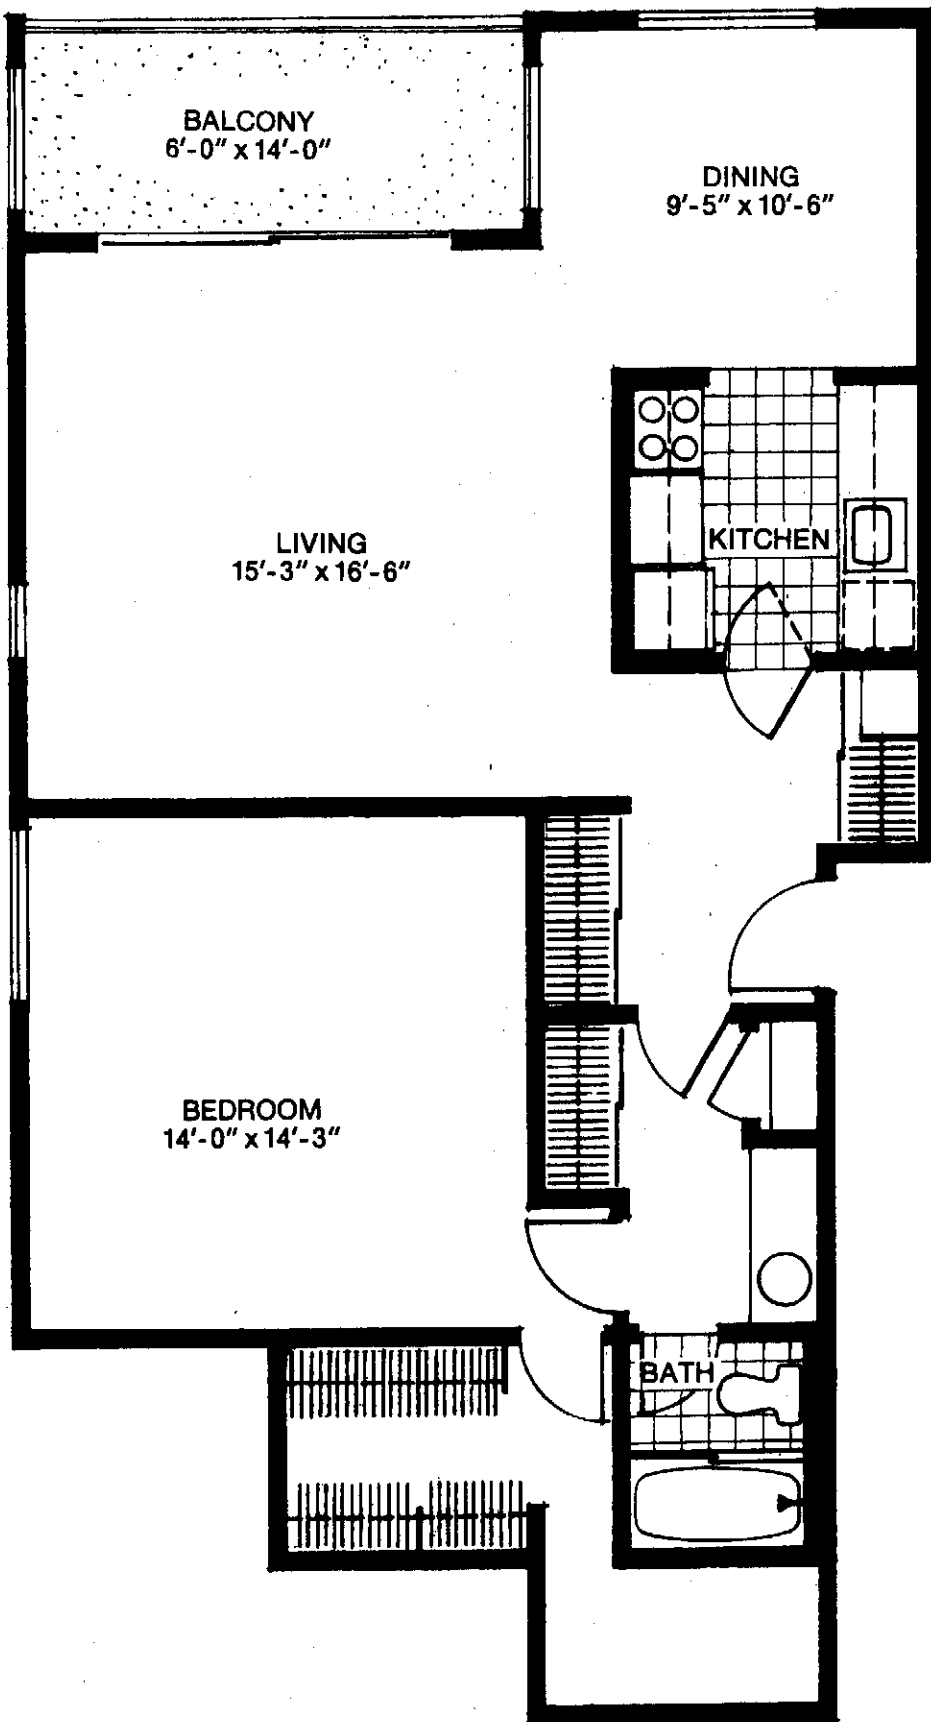 BALCONY
6'-0" x 14'-0"
DINING
9'-5" x 10'-6"
LIVING
15'-3" x 16'-6"
KITCHEN
BEDROOM
14'-0" x 14'-3"
BATH